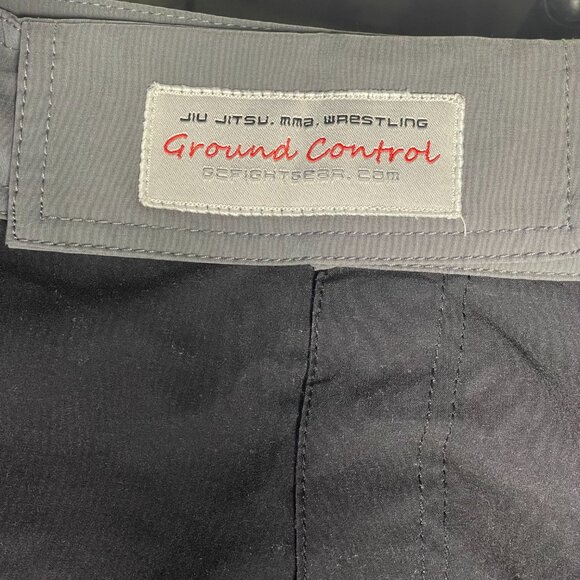 JIU JITSU. mma. WRESTLING
Ground Control
GCFIGHTGEAR.COM